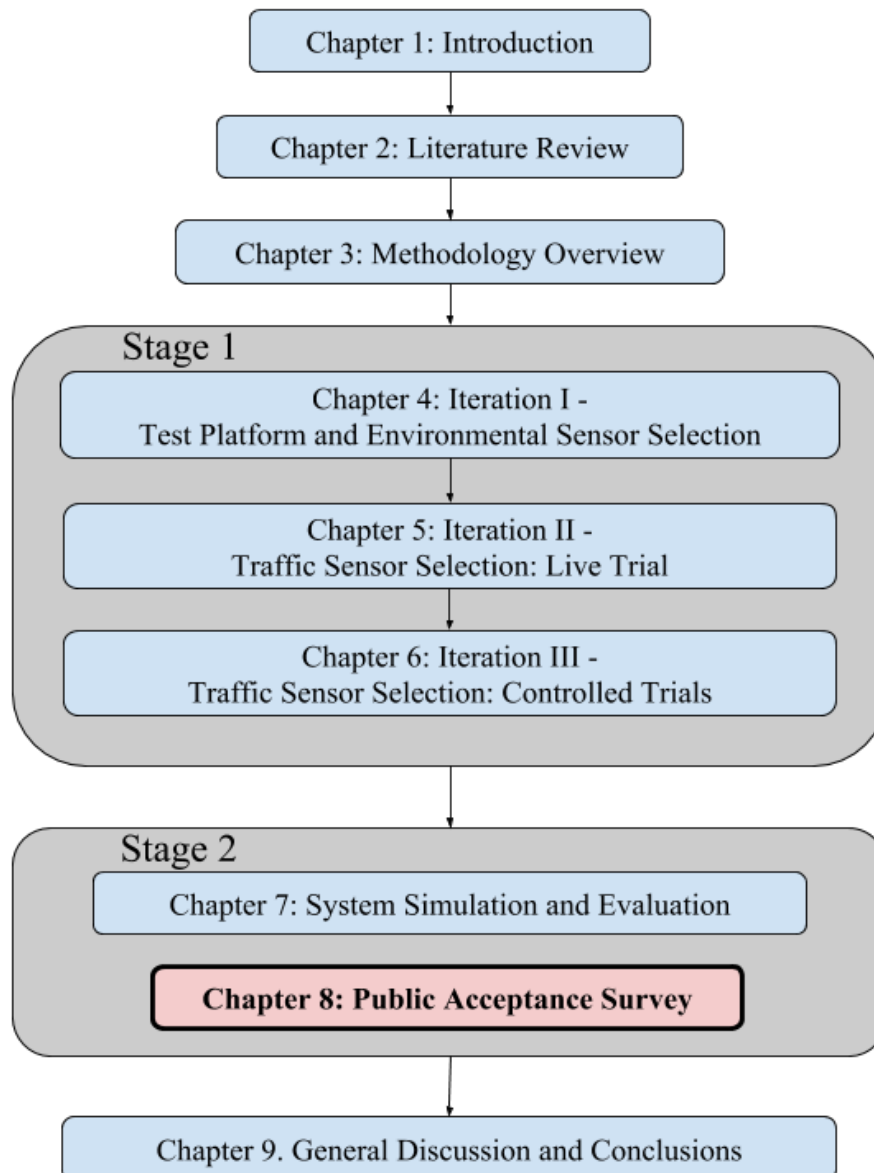 Chapter 1: Introduction
Chapter 2: Literature Review
Chapter 3: Methodology Overview
Stage 1
Chapter 4: Iteration I -
Test Platform and Environmental Sensor Selection
Chapter 5: Iteration II -
Traffic Sensor Selection: Live Trial
Chapter 6: Iteration III -
Traffic Sensor Selection: Controlled Trials
Stage 2
Chapter 7: System Simulation and Evaluation
Chapter 8: Public Acceptance Survey
Chapter 9. General Discussion and Conclusions